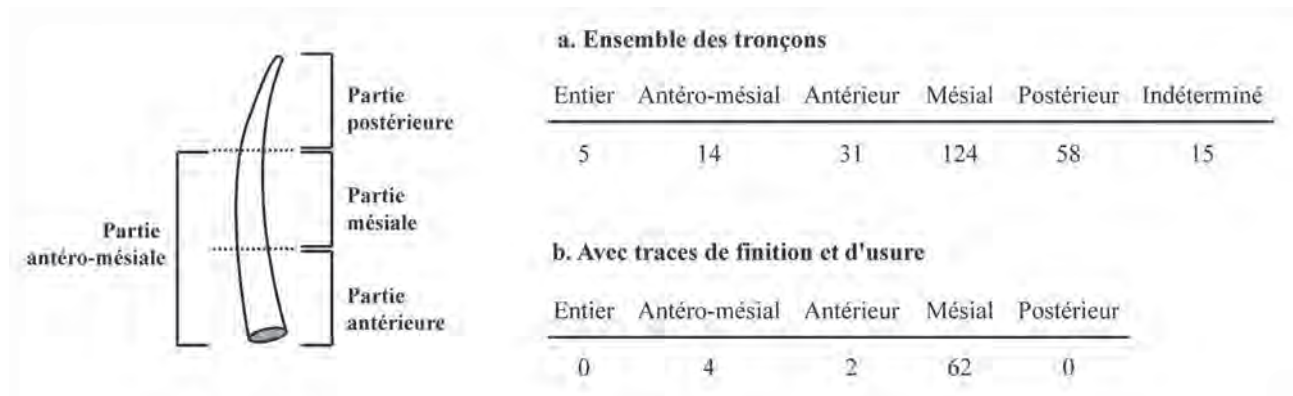 Partie
postérieure
Partie
mésiale
Partie
antéro-mésiale
Partie
antérieure
a. Ensemble des tronçons
Entier Antéro-mésial Antérieur Mésial Postérieur Indéterminé
5 14 31 124 58 15
b. Avec traces de finition et d'usure
Entier Antéro-mésial Antérieur Mésial Postérieur
0 4 2 62 0